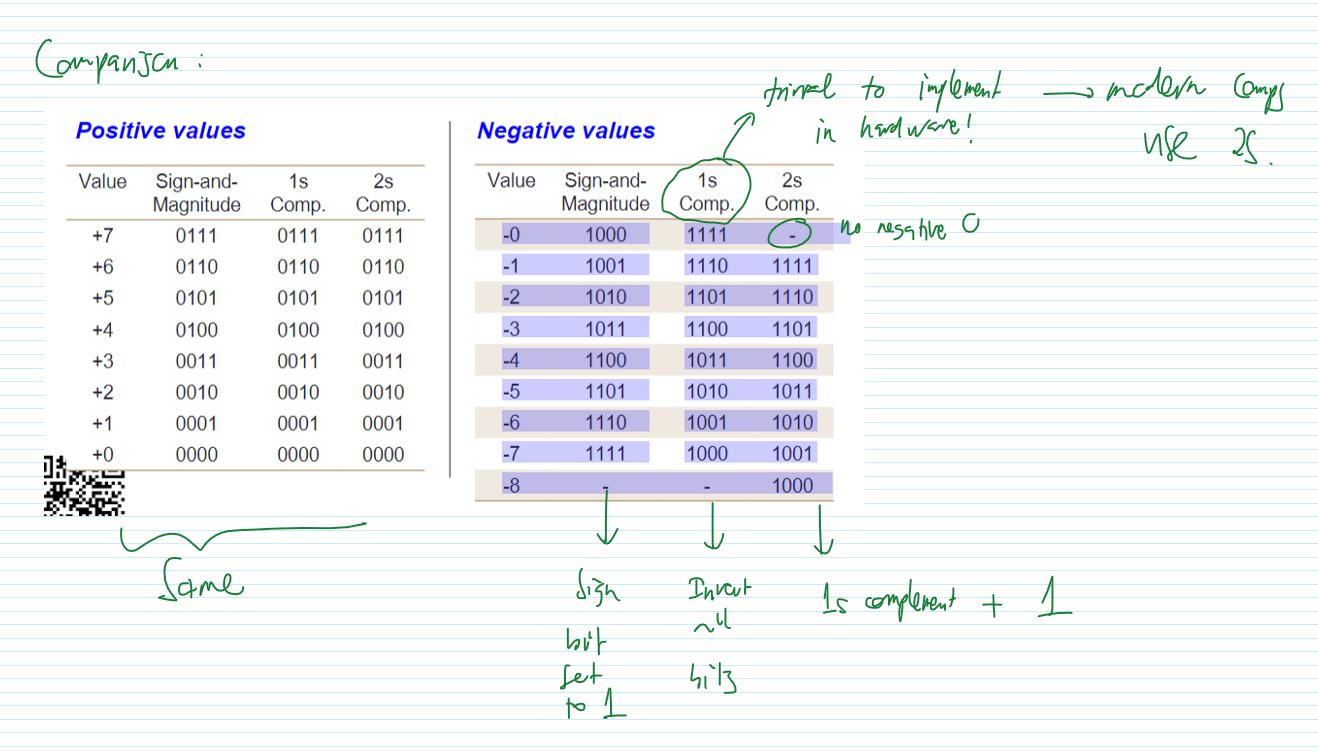 Comparison :
trivial to implement → modern comps
in hardware! use 2s.
Positive values
Value Sign-and-Magnitude 1s Comp. 2s Comp.
+7 0111 0111 0111
+6 0110 0110 0110
+5 0101 0101 0101
+4 0100 0100 0100
+3 0011 0011 0011
+2 0010 0010 0010
+1 0001 0001 0001
+0 0000 0000 0000
Same
Negative values
Value Sign-and-Magnitude 1s Comp. 2s Comp.
-0 1000 1111 - no negative 0
-1 1001 1110 1111
-2 1010 1101 1110
-3 1011 1100 1101
-4 1100 1011 1100
-5 1101 1010 1011
-6 1110 1001 1010
-7 1111 1000 1001
-8 - - 1000
Sign
bit
set
to 1
Invert
all
bits
1s complement + 1